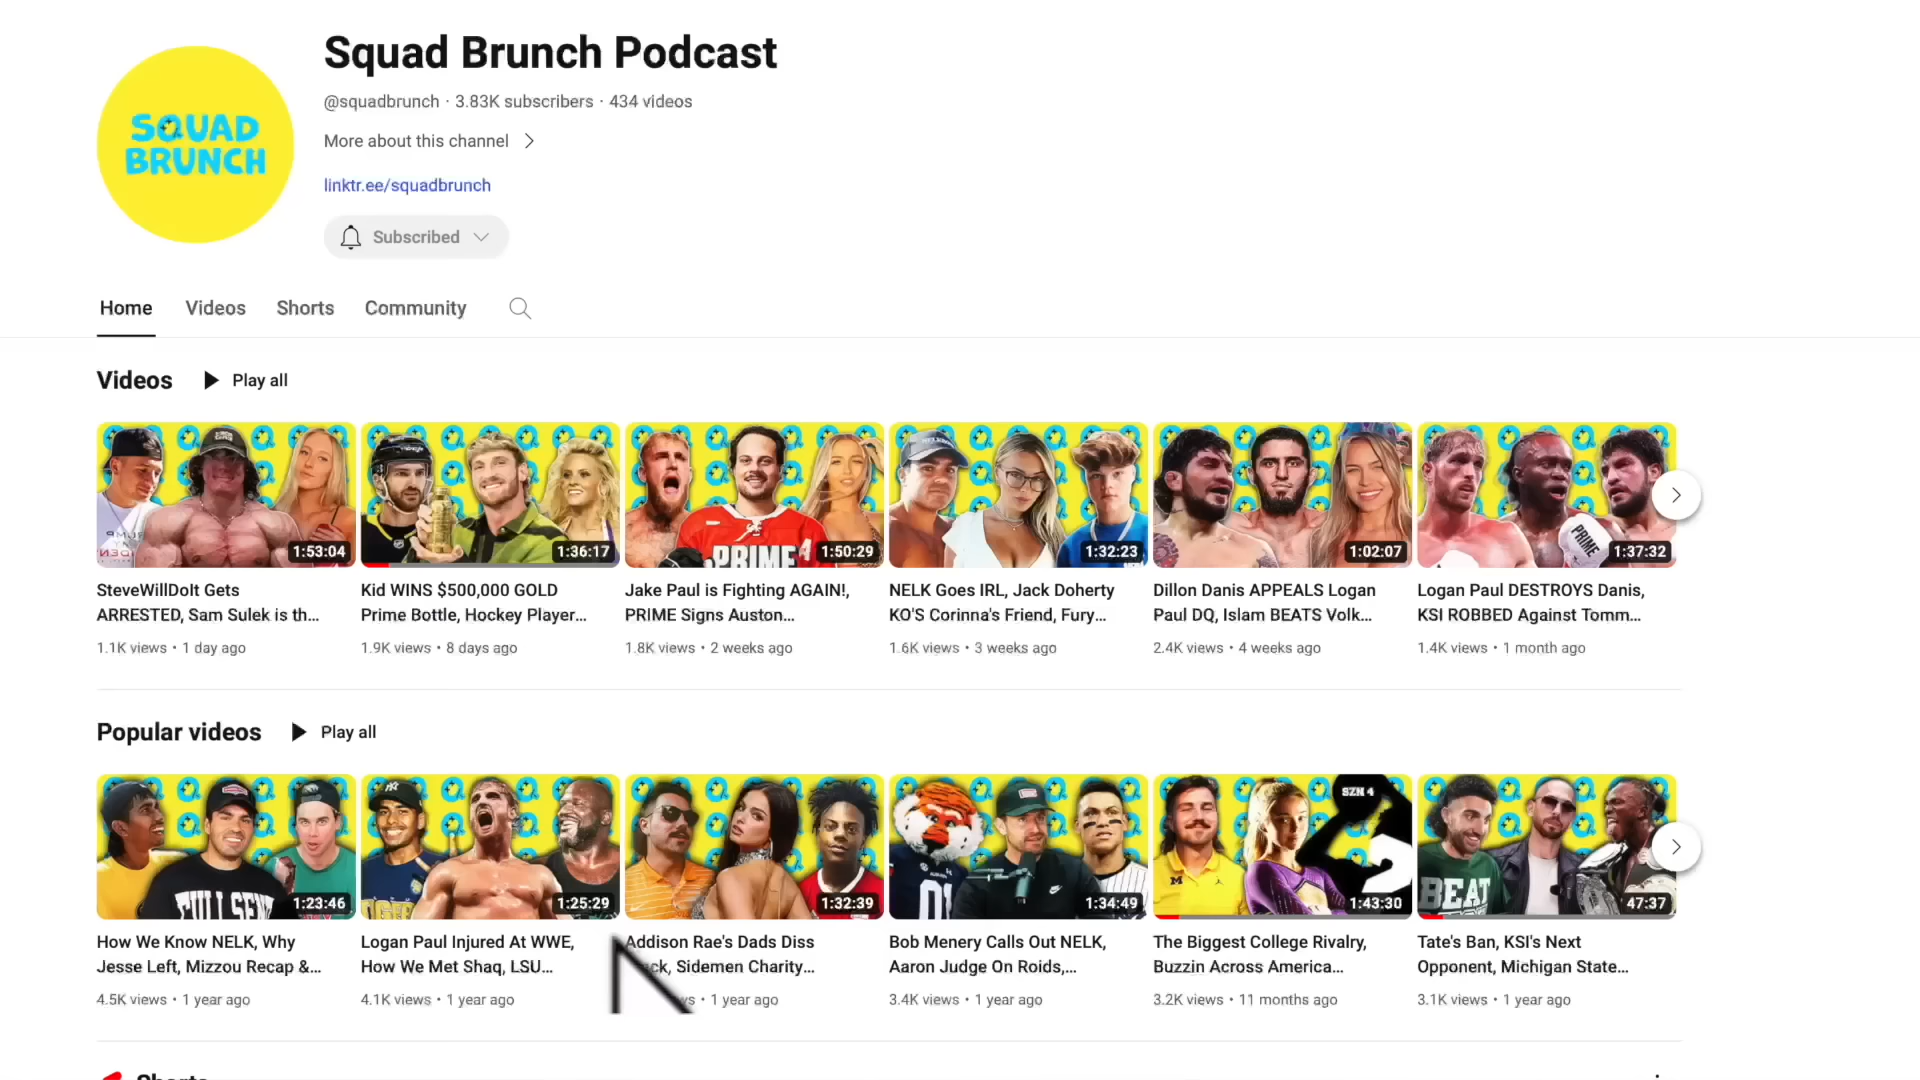 SQUAD
BRUNCH
Squad Brunch Podcast
@squadbrunch · 3.83K subscribers · 434 videos
More about this channel
linktr.ee/squadbrunch
Subscribed
Home Videos Shorts Community
Videos Play all
1:53:04
SteveWillDoIt Gets
ARRESTED, Sam Sulek is th...
1.1K views • 1 day ago
1:36:17
Kid WINS $500,000 GOLD
Prime Bottle, Hockey Player...
1.9K views • 8 days ago
PRIME
1:50:29
Jake Paul is Fighting AGAIN!,
PRIME Signs Auston...
1.8K views • 2 weeks ago
1:32:23
NELK Goes IRL, Jack Doherty
KO'S Corinna's Friend, Fury...
1.6K views • 3 weeks ago
1:02:07
Dillon Danis APPEALS Logan
Paul DQ, Islam BEATS Volk...
2.4K views • 4 weeks ago
PRIME
1:37:32
Logan Paul DESTROYS Danis,
KSI ROBBED Against Tomm...
1.4K views • 1 month ago
Popular videos Play all
FULL SEND
1:23:46
How We Know NELK, Why
Jesse Left, Mizzou Recap &...
4.5K views • 1 year ago
1:25:29
Logan Paul Injured At WWE,
How We Met Shaq, LSU...
4.1K views • 1 year ago
1:32:39
Addison Rae's Dads Diss
Sidemen Charity...
1 year ago
01
1:34:49
Bob Menery Calls Out NELK,
Aaron Judge On Roids,...
3.4K views • 1 year ago
M
SZN 4
1:43:30
The Biggest College Rivalry,
Buzzin Across America...
3.2K views • 11 months ago
BEAT
47:37
Tate's Ban, KSI's Next
Opponent, Michigan State...
3.1K views • 1 year ago
Shorts